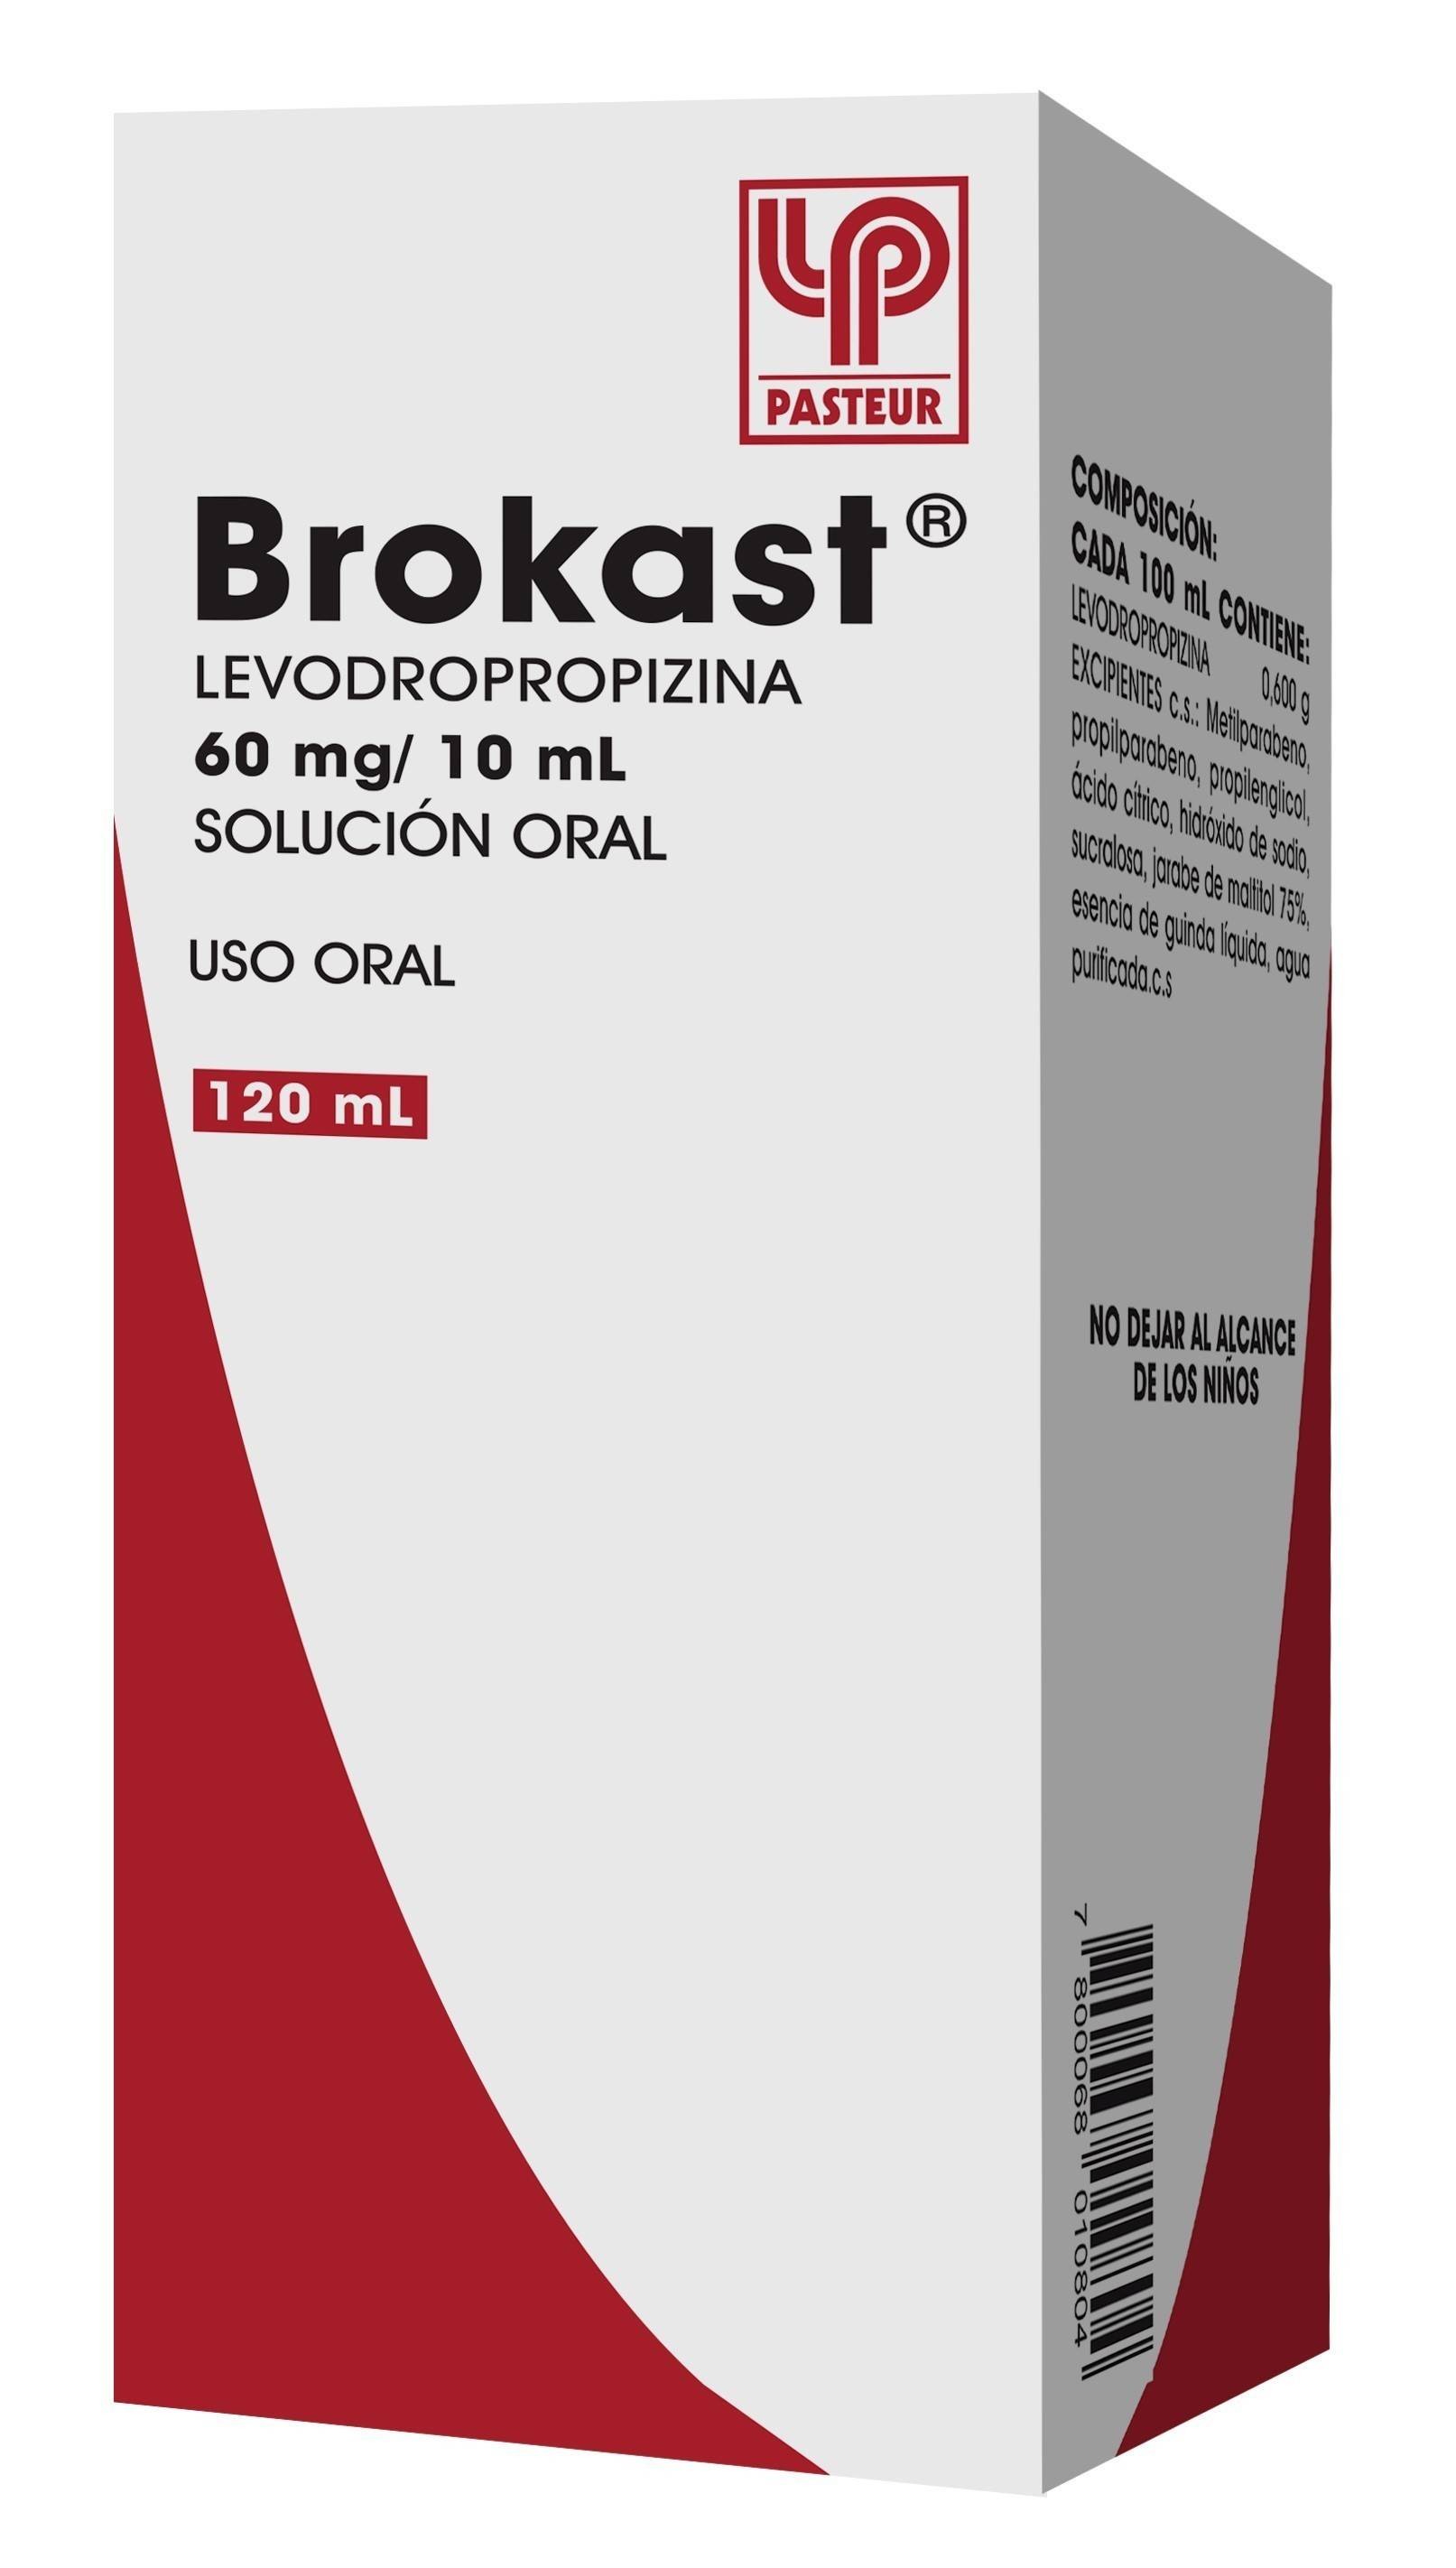 PASTEUR
Brokast®
LEVODROPROPIZINA
60 mg/ 10 mL
SOLUCIÓN ORAL
USO ORAL
120 mL
COMPOSICIÓN:
CADA 100 mL CONTIENE:
LEVODROPROPIZINA 0,600 g
EXCIPIENTES c.s.: Metilparabeno,
propilparabeno, propilenglicol,
ácido cítrico, hidróxido de sodio,
sucralosa, jarabe de maltitol 75%,
esencia de guinda líquida, agua
purificada.c.s
NO DEJAR AL ALCANCE
DE LOS NIÑOS
7 800068 010804